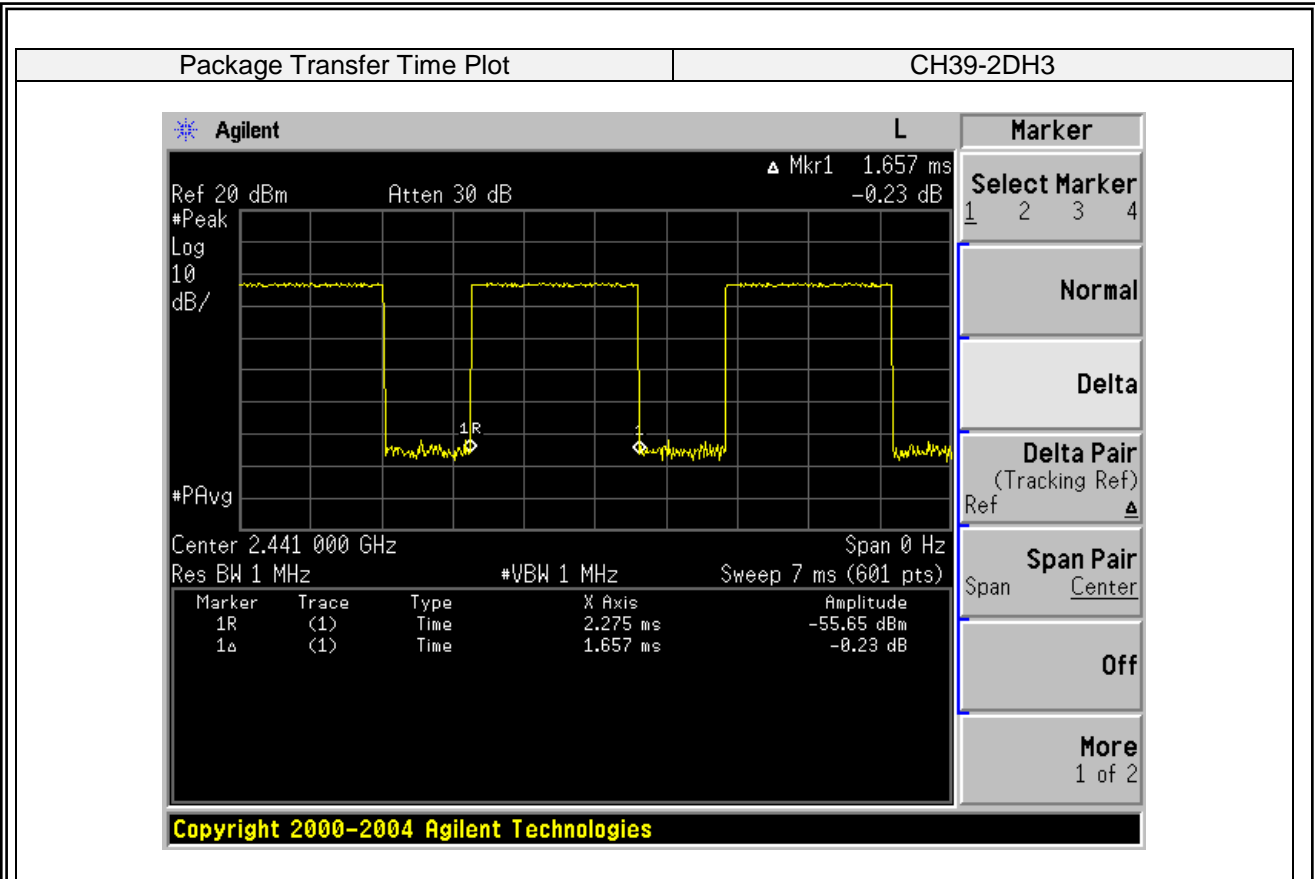 Package Transfer Time Plot CH39-2DH3
Agilent L Marker
Δ Mkr1 1.657 ms
Ref 20 dBm Atten 30 dB -0.23 dB
#Peak
Log
10
dB/
1R
1
#PAvg
Center 2.441 000 GHz Span 0 Hz
Res BW 1 MHz #VBW 1 MHz Sweep 7 ms (601 pts)
Marker Trace Type X Axis Amplitude
1R (1) Time 2.275 ms -55.65 dBm
1Δ (1) Time 1.657 ms -0.23 dB
Select Marker
1 2 3 4
Normal
Delta
Delta Pair
(Tracking Ref)
Ref Δ
Span Pair
Span Center
Off
More
1 of 2
Copyright 2000-2004 Agilent Technologies